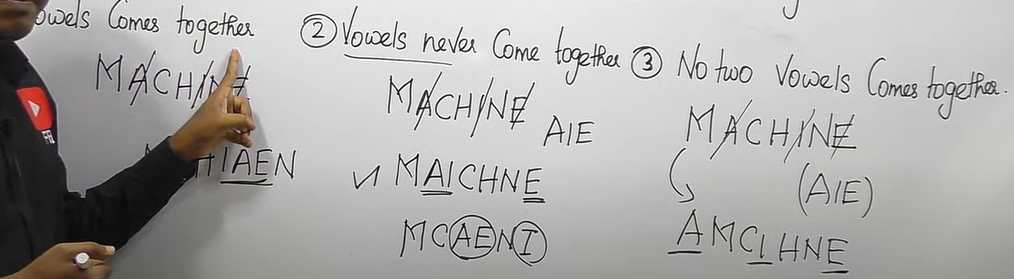 owels Comes together
MACHINE
HIAEN
② Vowels never Come together
MACHINE
AIE
MAICHNE
MCAENI
③ No two Vowels Comes together.
MACHINE
(AIE)
AMCIHNE